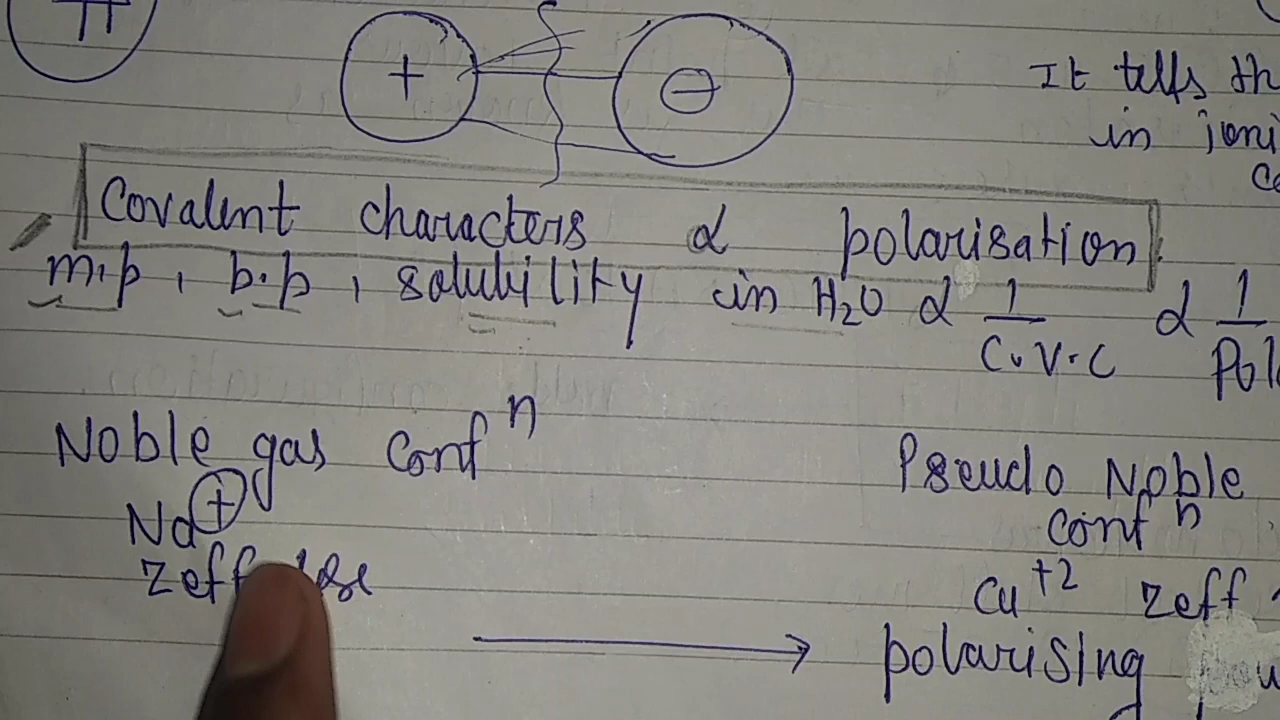 π
+
−
It tells th
in ioni
Covalent characters α polarisation
m.p, b.p, solubility in H₂O α 1/C.V.C α 1/Pol
Noble gas confⁿ
Pseudo Noble confⁿ
Na⊕
Zeff
Cu⁺² Zeff
⟶ polarising